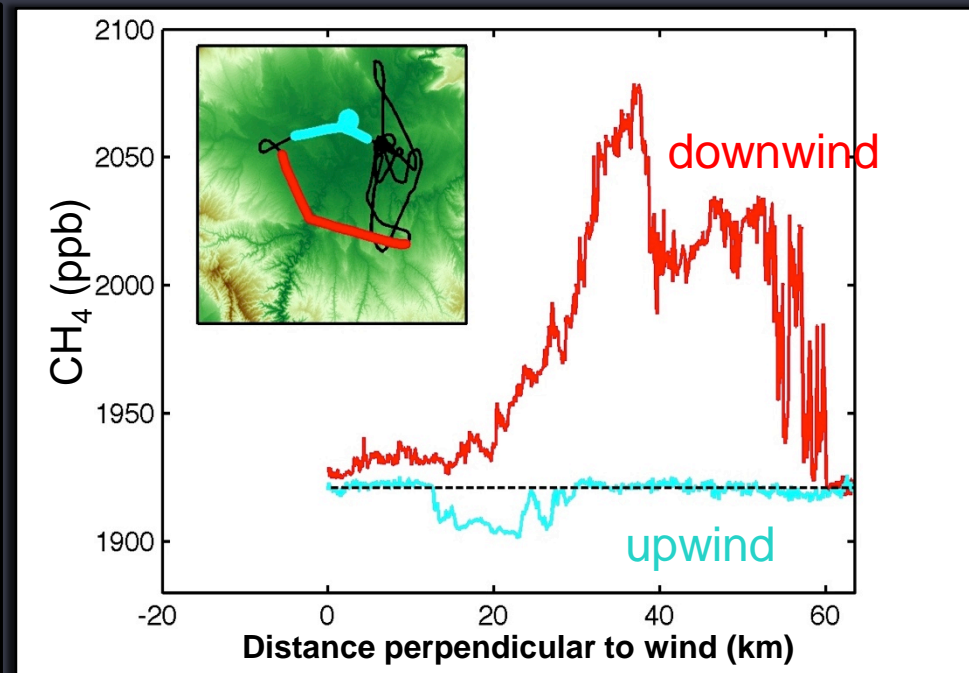 2100
2050
2000
1950
1900
CH₄ (ppb)
downwind
upwind
-20 0 20 40 60
Distance perpendicular to wind (km)